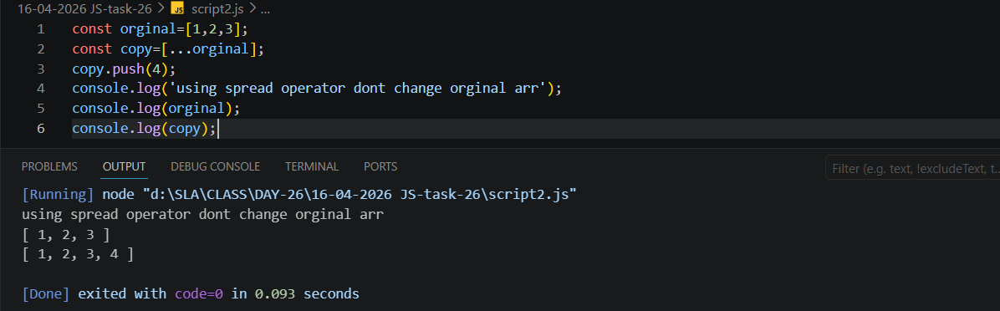 16-04-2026 JS-task-26 > JS script2.js > ...
1 const orginal=[1,2,3];
2 const copy=[...orginal];
3 copy.push(4);
4 console.log('using spread operator dont change orginal arr');
5 console.log(orginal);
6 console.log(copy);
PROBLEMS OUTPUT DEBUG CONSOLE TERMINAL PORTS Filter (e.g. text, !excludeText, t...
[Running] node "d:\SLA\CLASS\DAY-26\16-04-2026 JS-task-26\script2.js"
using spread operator dont change orginal arr
[ 1, 2, 3 ]
[ 1, 2, 3, 4 ]
[Done] exited with code=0 in 0.093 seconds